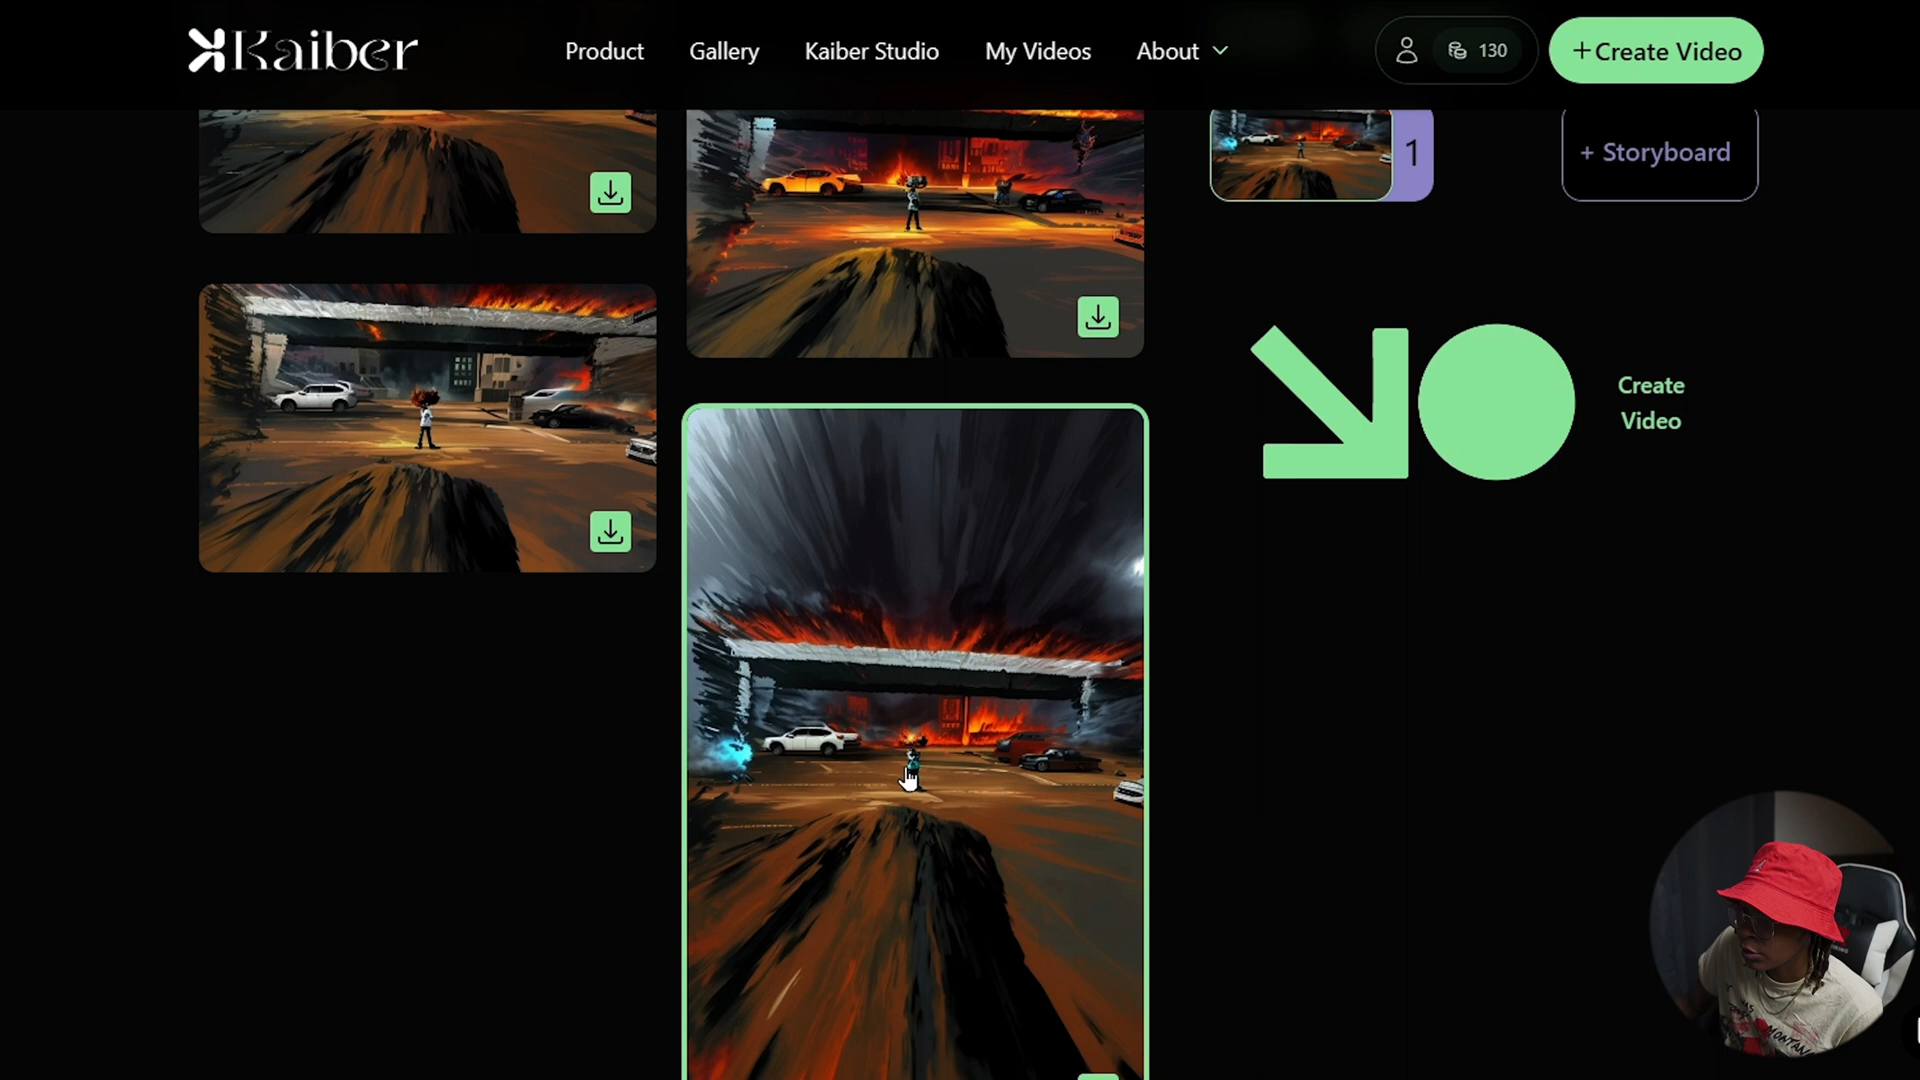 Kaiber
Product
Gallery
Kaiber Studio
My Videos
About
130
+Create Video
1
+ Storyboard
Create
Video